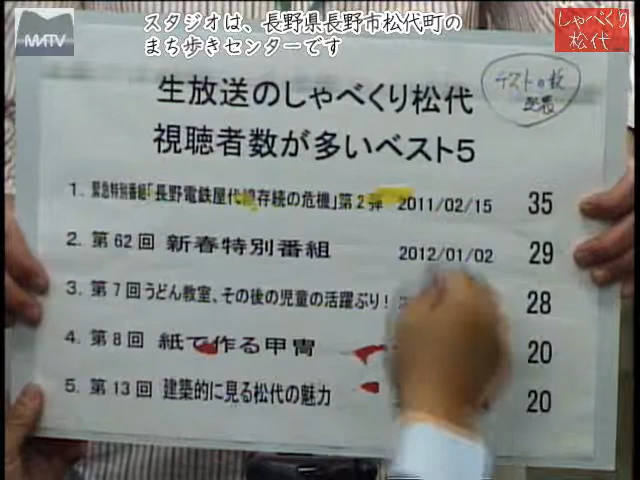 MATV
スタジオは、長野県長野市松代町の
まち歩きセンターです
しゃべくり
松代
生放送のしゃべくり松代
視聴者数が多いベスト5
1. 緊急特別番組「長野電鉄屋代線存続の危機」第2弾 2011/02/15 35
2. 第62回 新春特別番組 2012/01/02 29
3. 第7回うどん教室、その後の児童の活躍ぶり! 28
4. 第8回 紙で作る甲冑 20
5. 第13回 建築的に見る松代の魅力 20